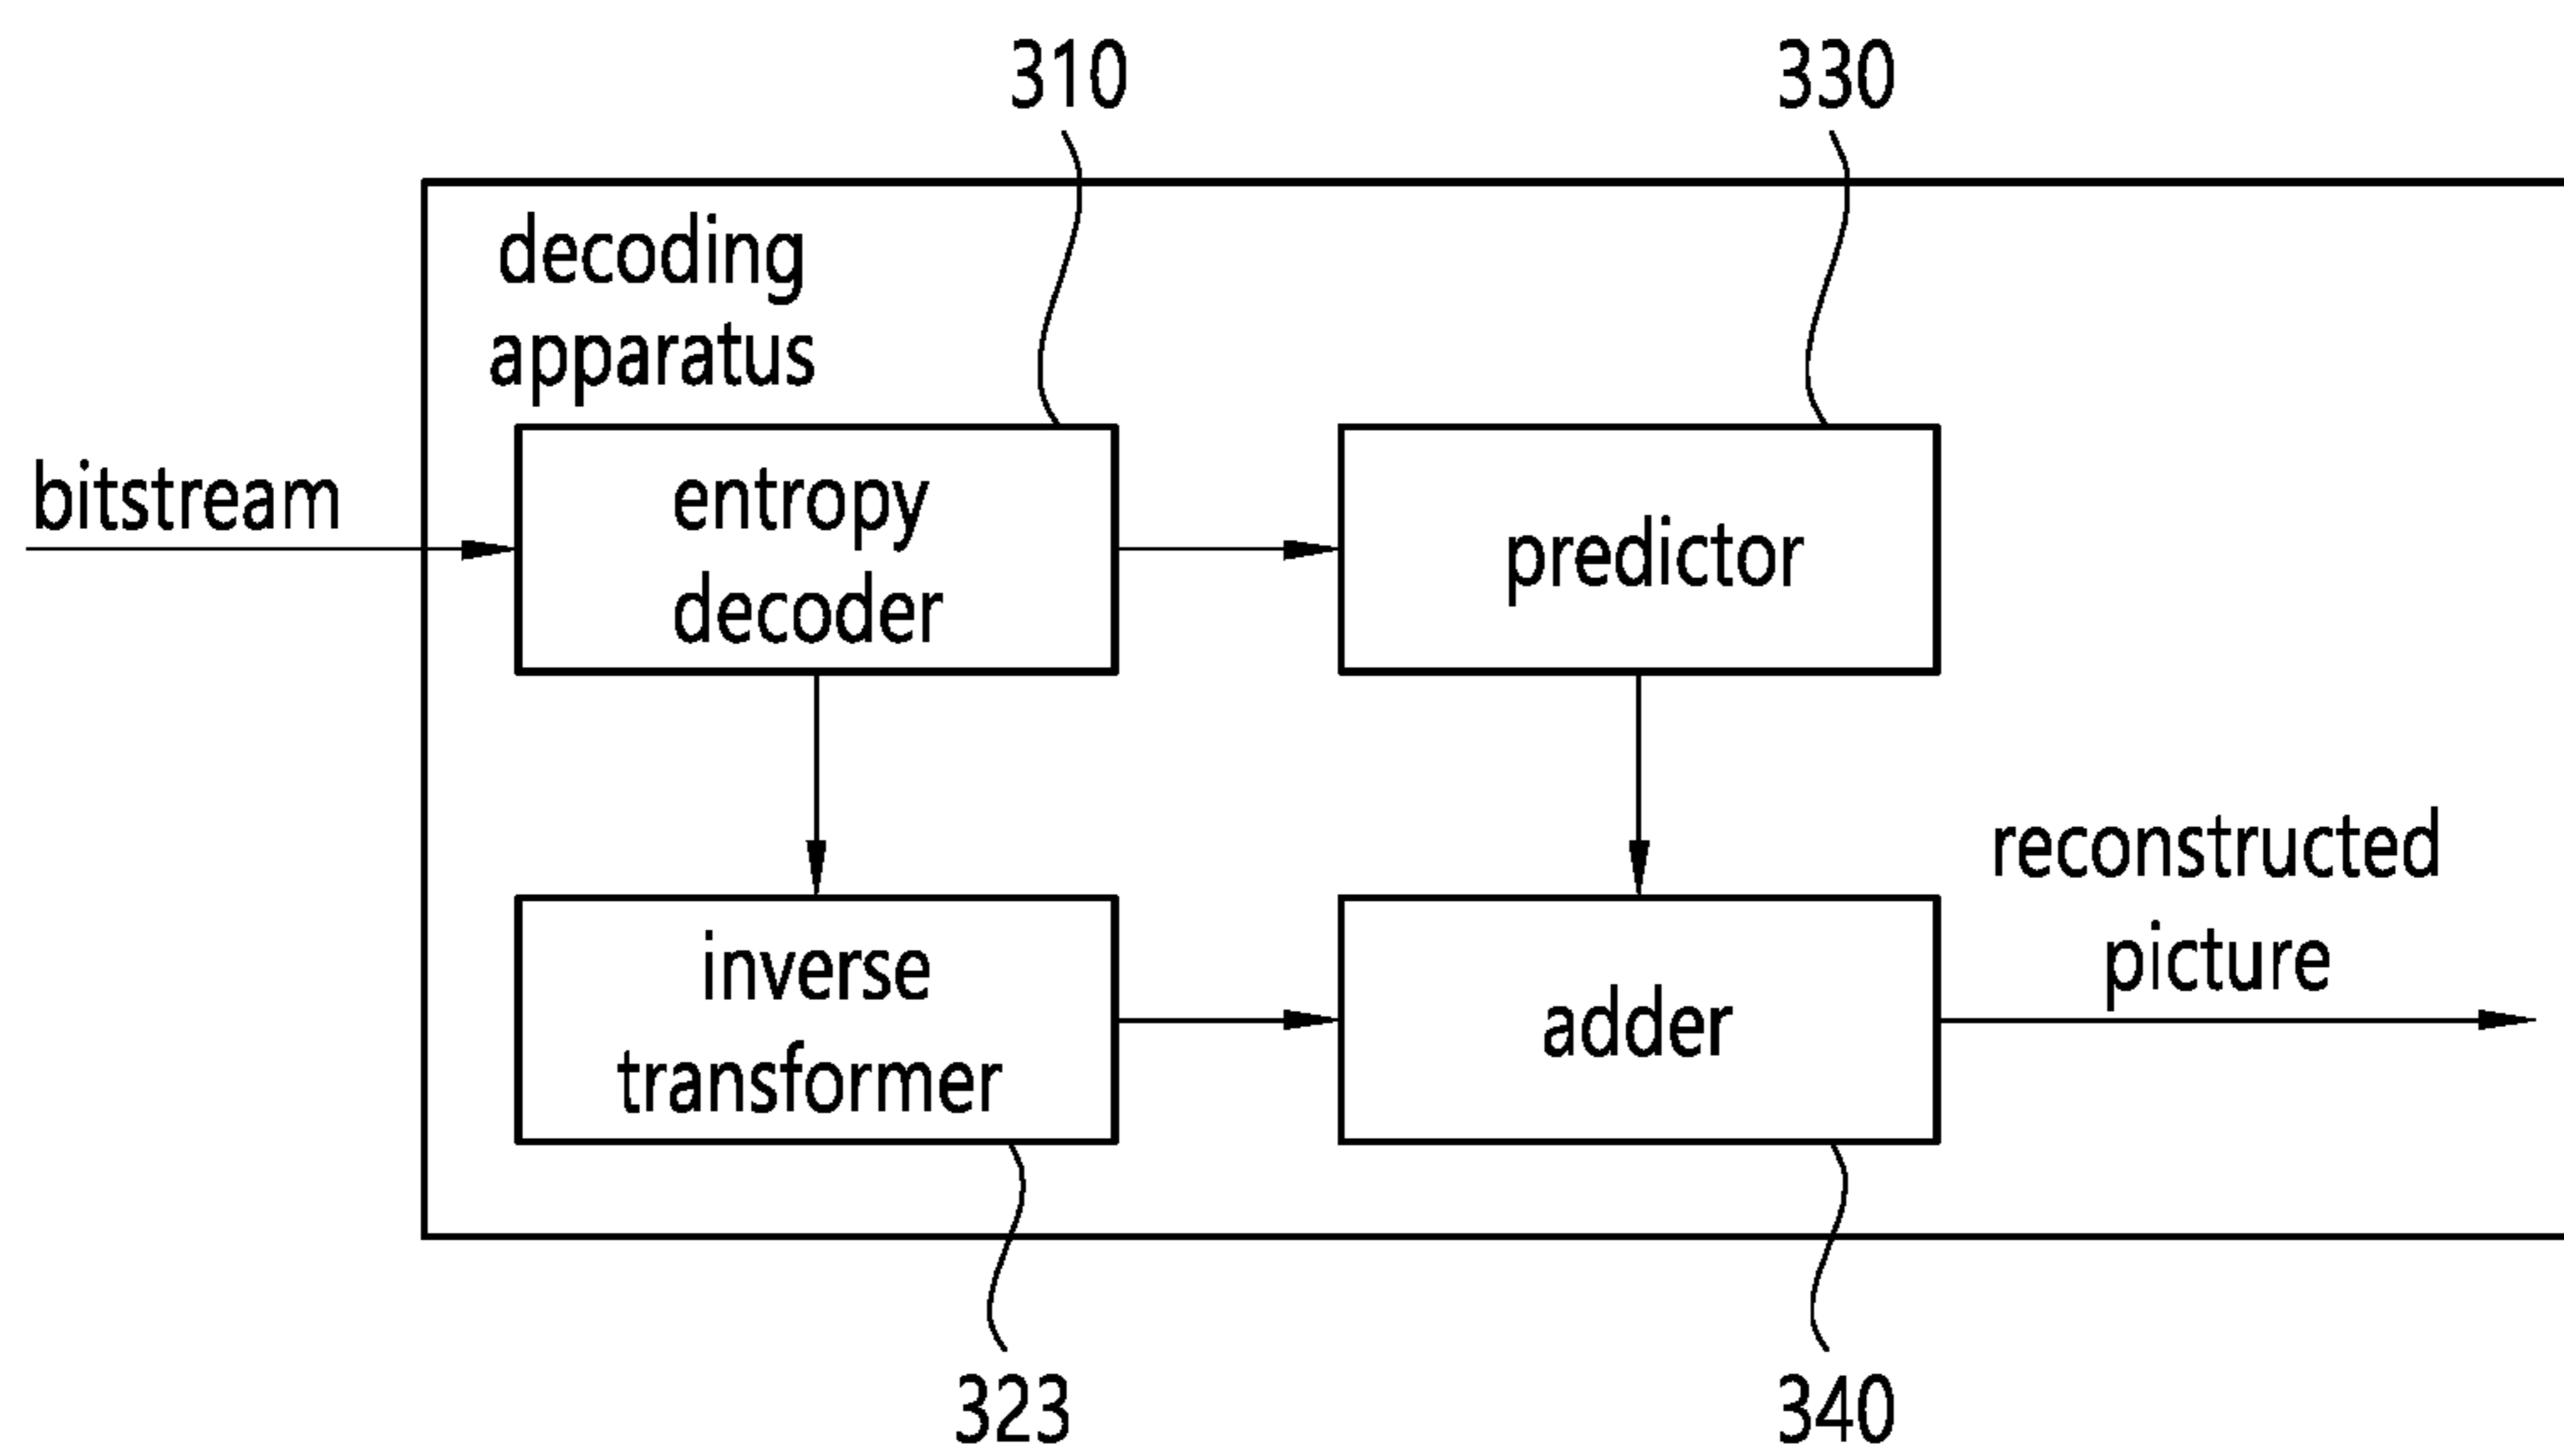 310
330
decoding
apparatus
bitstream
entropy
decoder
predictor
reconstructed
picture
inverse
transformer
adder
323
340